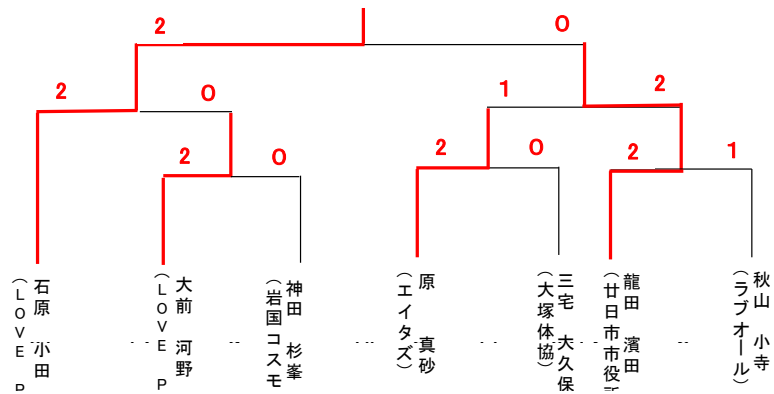 2
0
2
0
1
2
2
0
2
0
2
1
石原 小田
(LOVE P
大前 河野
(LOVE P
神田 杉峯
(岩国コスモ
原 真砂
(エイタズ)
三宅 大久保
(大塚体協)
龍田 濱田
(廿日市市役所
秋山 小寺
(ラブオール)